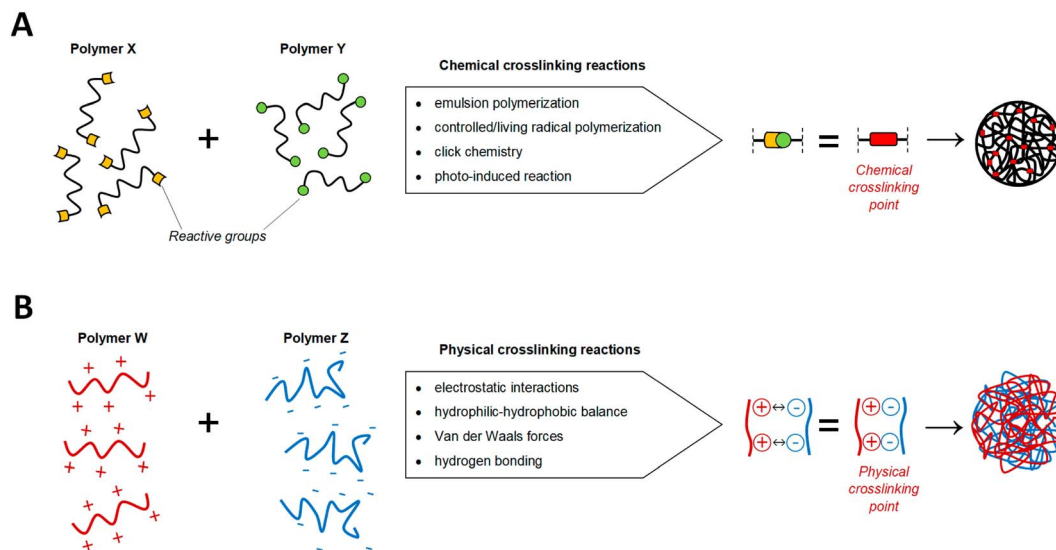 A
Polymer X
Polymer Y
Chemical crosslinking reactions
• emulsion polymerization
• controlled/living radical polymerization
• click chemistry
• photo-induced reaction
+
=
Chemical
crosslinking
point
Reactive groups
B
Polymer W
Polymer Z
Physical crosslinking reactions
• electrostatic interactions
• hydrophilic-hydrophobic balance
• Van der Waals forces
• hydrogen bonding
+
=
Physical
crosslinking
point